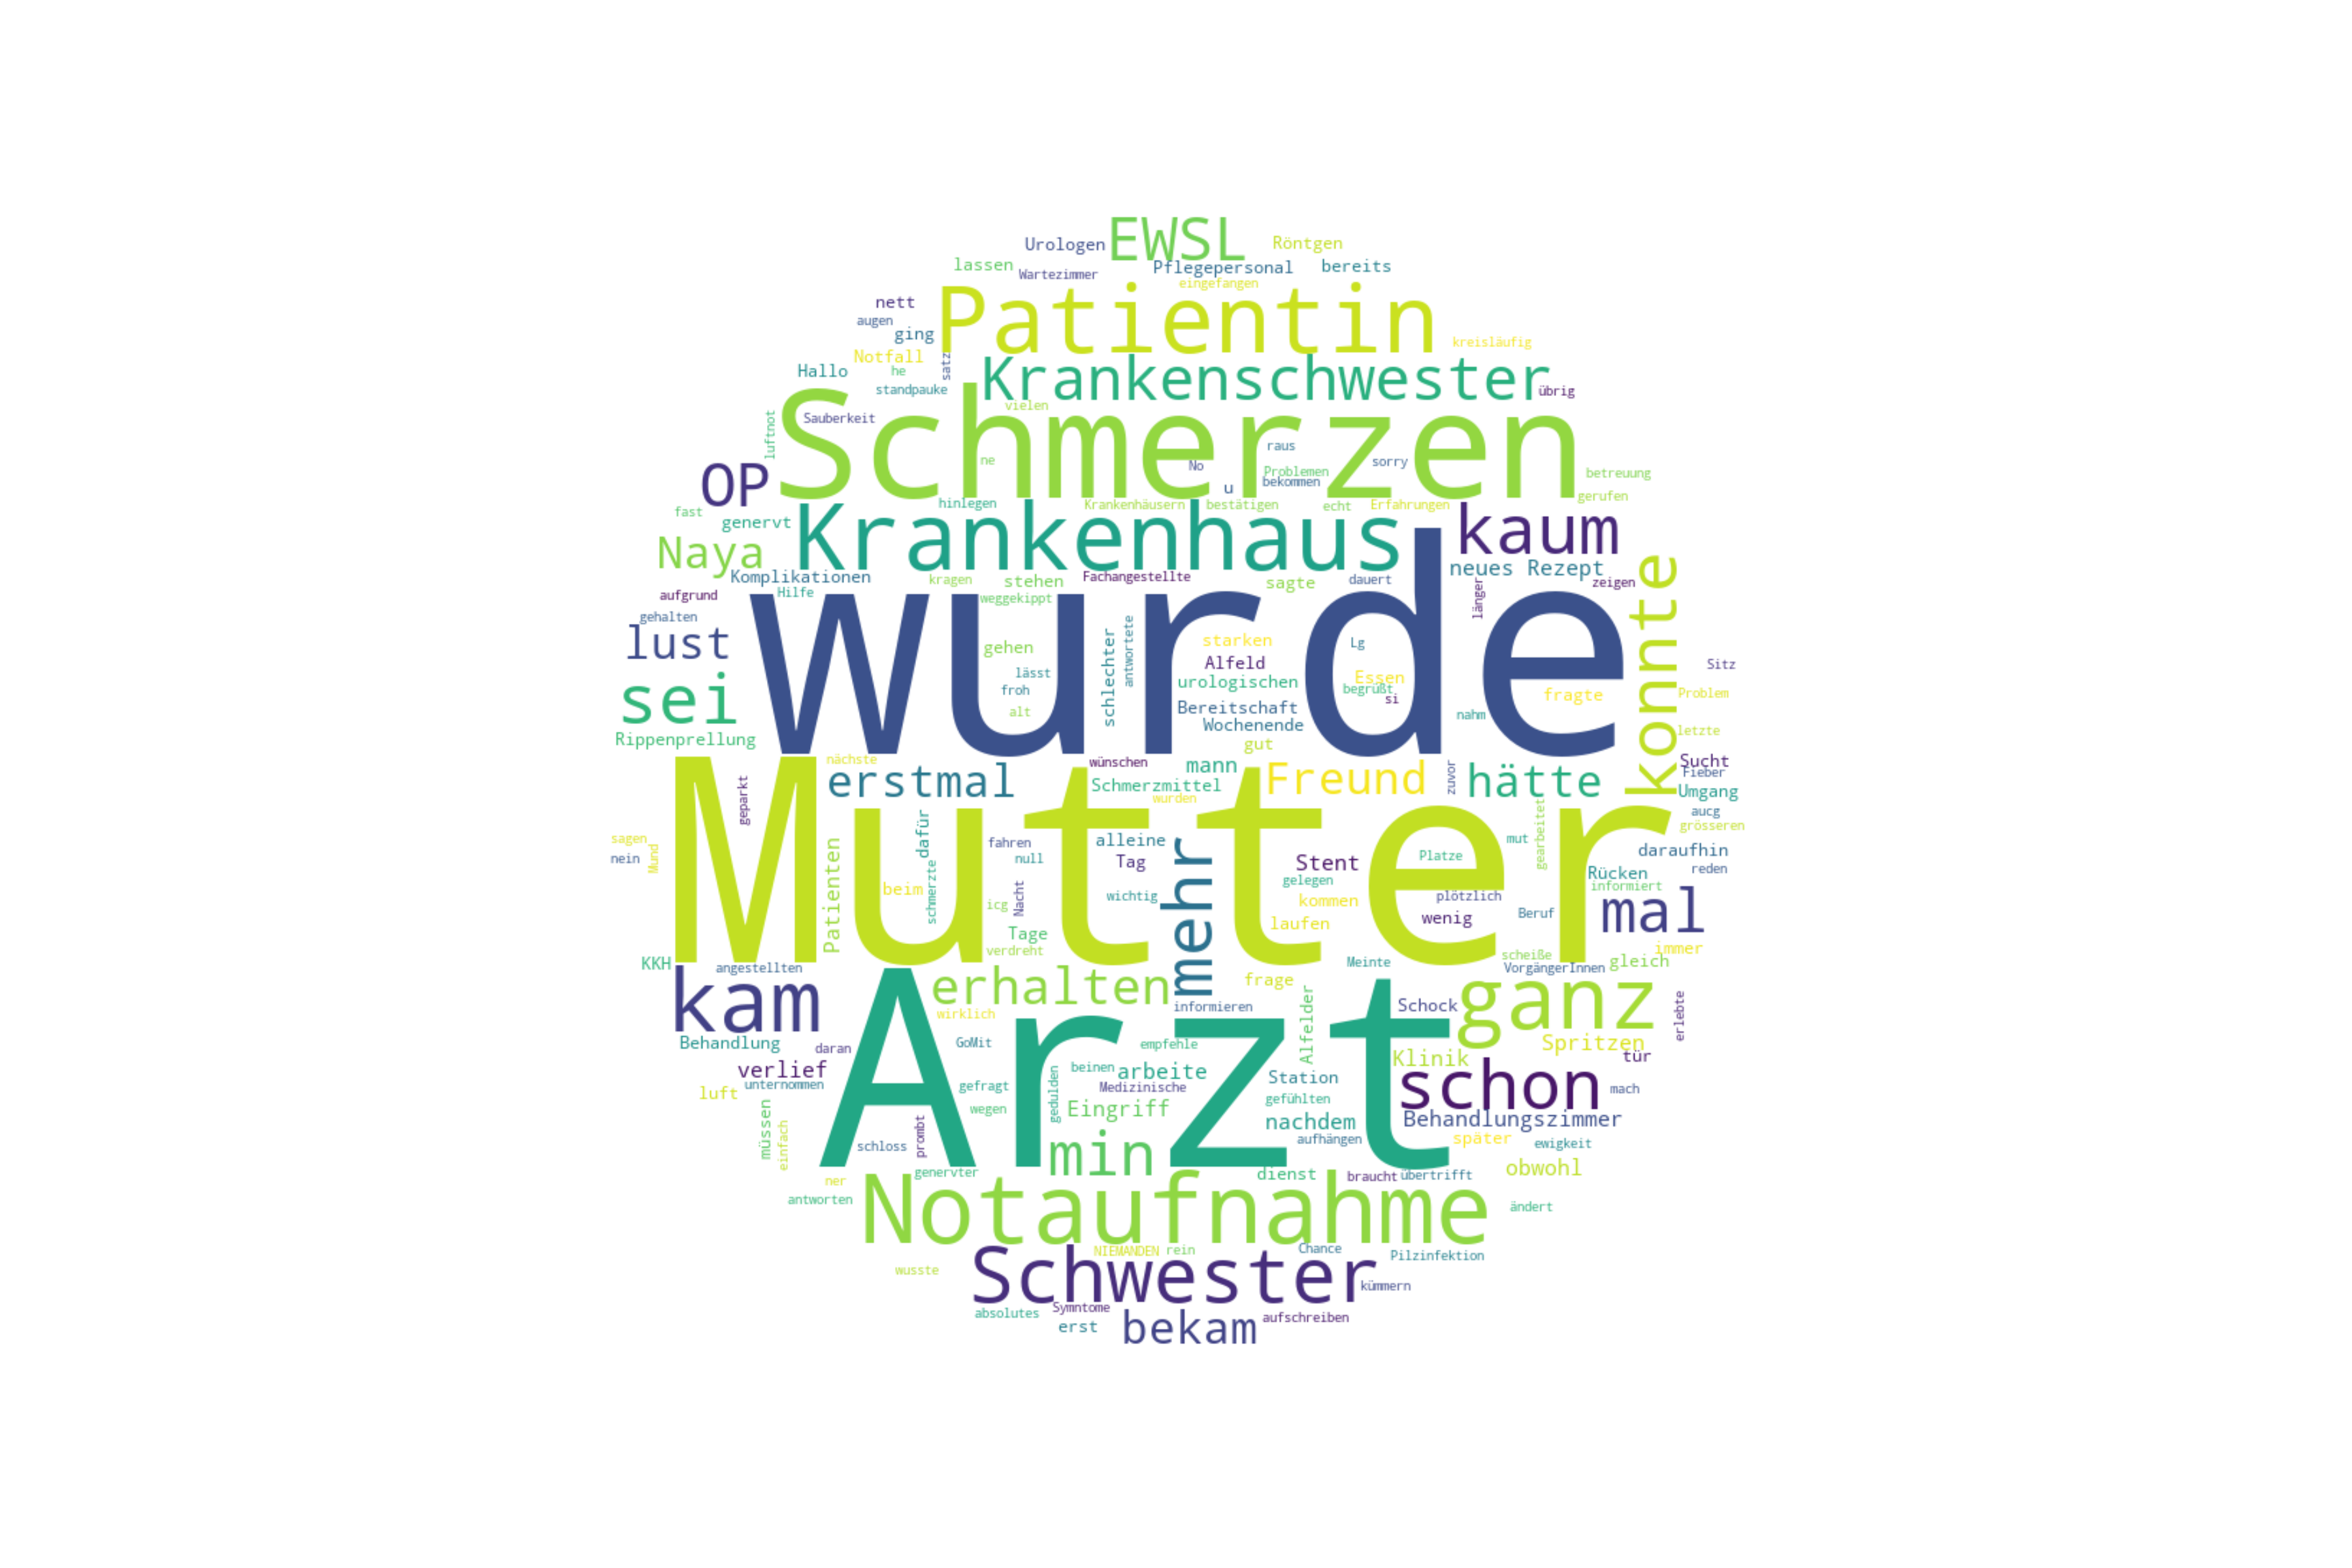 EWSL
Urologen
Röntgen
lassen
Wartezimmer
Pflegepersonal
bereits
eingefangen
nett
Patientin
augen
ging
kreisläufig
Notfall
satz
Hallo
he
Krankenschwester
standpauke
übrig
vielen
Sauberkeit
luftnot
Schmerzen
raus
ne
No
sorry
Problemen
bekommen
betreuung
OP
u
gerufen
hinlegen
Krankenhäusern
bestätigen
echt
Erfahrungen
fast
genervt
Krankenhaus
kaum
Naya
Komplikationen
kragen
stehen
Fachangestellte
sagte
dauert
neues Rezept
zeigen
aufgrund
Hilfe
weggekippt
länger
gehalten
lust
wurde
konnte
gehen
schlechter
antwortete
starken
Lg
Alfeld
Sitz
lässt
froh
urologischen
Essen
begrüßt
si
fragte
Problem
sei
alt
Bereitschaft
nahm
Wochenende
letzte
Rippenprellung
gut
nächste
wünschen
mann
Sucht
erstmal
Schmerzmittel
Freund
zuvor
hätte
Fieber
Umgang
geparkt
wurden
aucg
grösseren
Mutter
sagen
nein
Mund
dafür
fahren
null
alleine
Tag
mehr
Stent
Platze
mut
gearbeitet
daraufhin
reden
Patienten
beim
schmerzte
Nacht
wichtig
gelegen
kommen
plötzlich
Rücken
informiert
icg
laufen
wenig
Beruf
mal
Tage
verdreht
immer
scheiße
KKH
angestellten
Meinte
VorgängerInnen
gleich
kam
erhalten
frage
informieren
Schock
ganz
erlebte
wirklich
Alfelder
Behandlung
daran
GoMit
empfehle
Spritzen
tür
Arzt
verlief
unternommen
beinen
arbeite
Klinik
luft
gefragt
Medizinische
Station
schon
mach
gedulden
gefühlten
wegen
Eingriff
nachdem
Behandlungszimmer
müssen
einfach
schloss
prombt
aufhängen
später
ewigkeit
min
genervter
dienst
braucht
übertrifft
obwohl
ner
antworten
Notaufnahme
ändert
NIEMANDEN
rein
Chance
Pilzinfektion
wusste
Schwester
kümmern
absolutes
Symntome
aufschreiben
erst
bekam